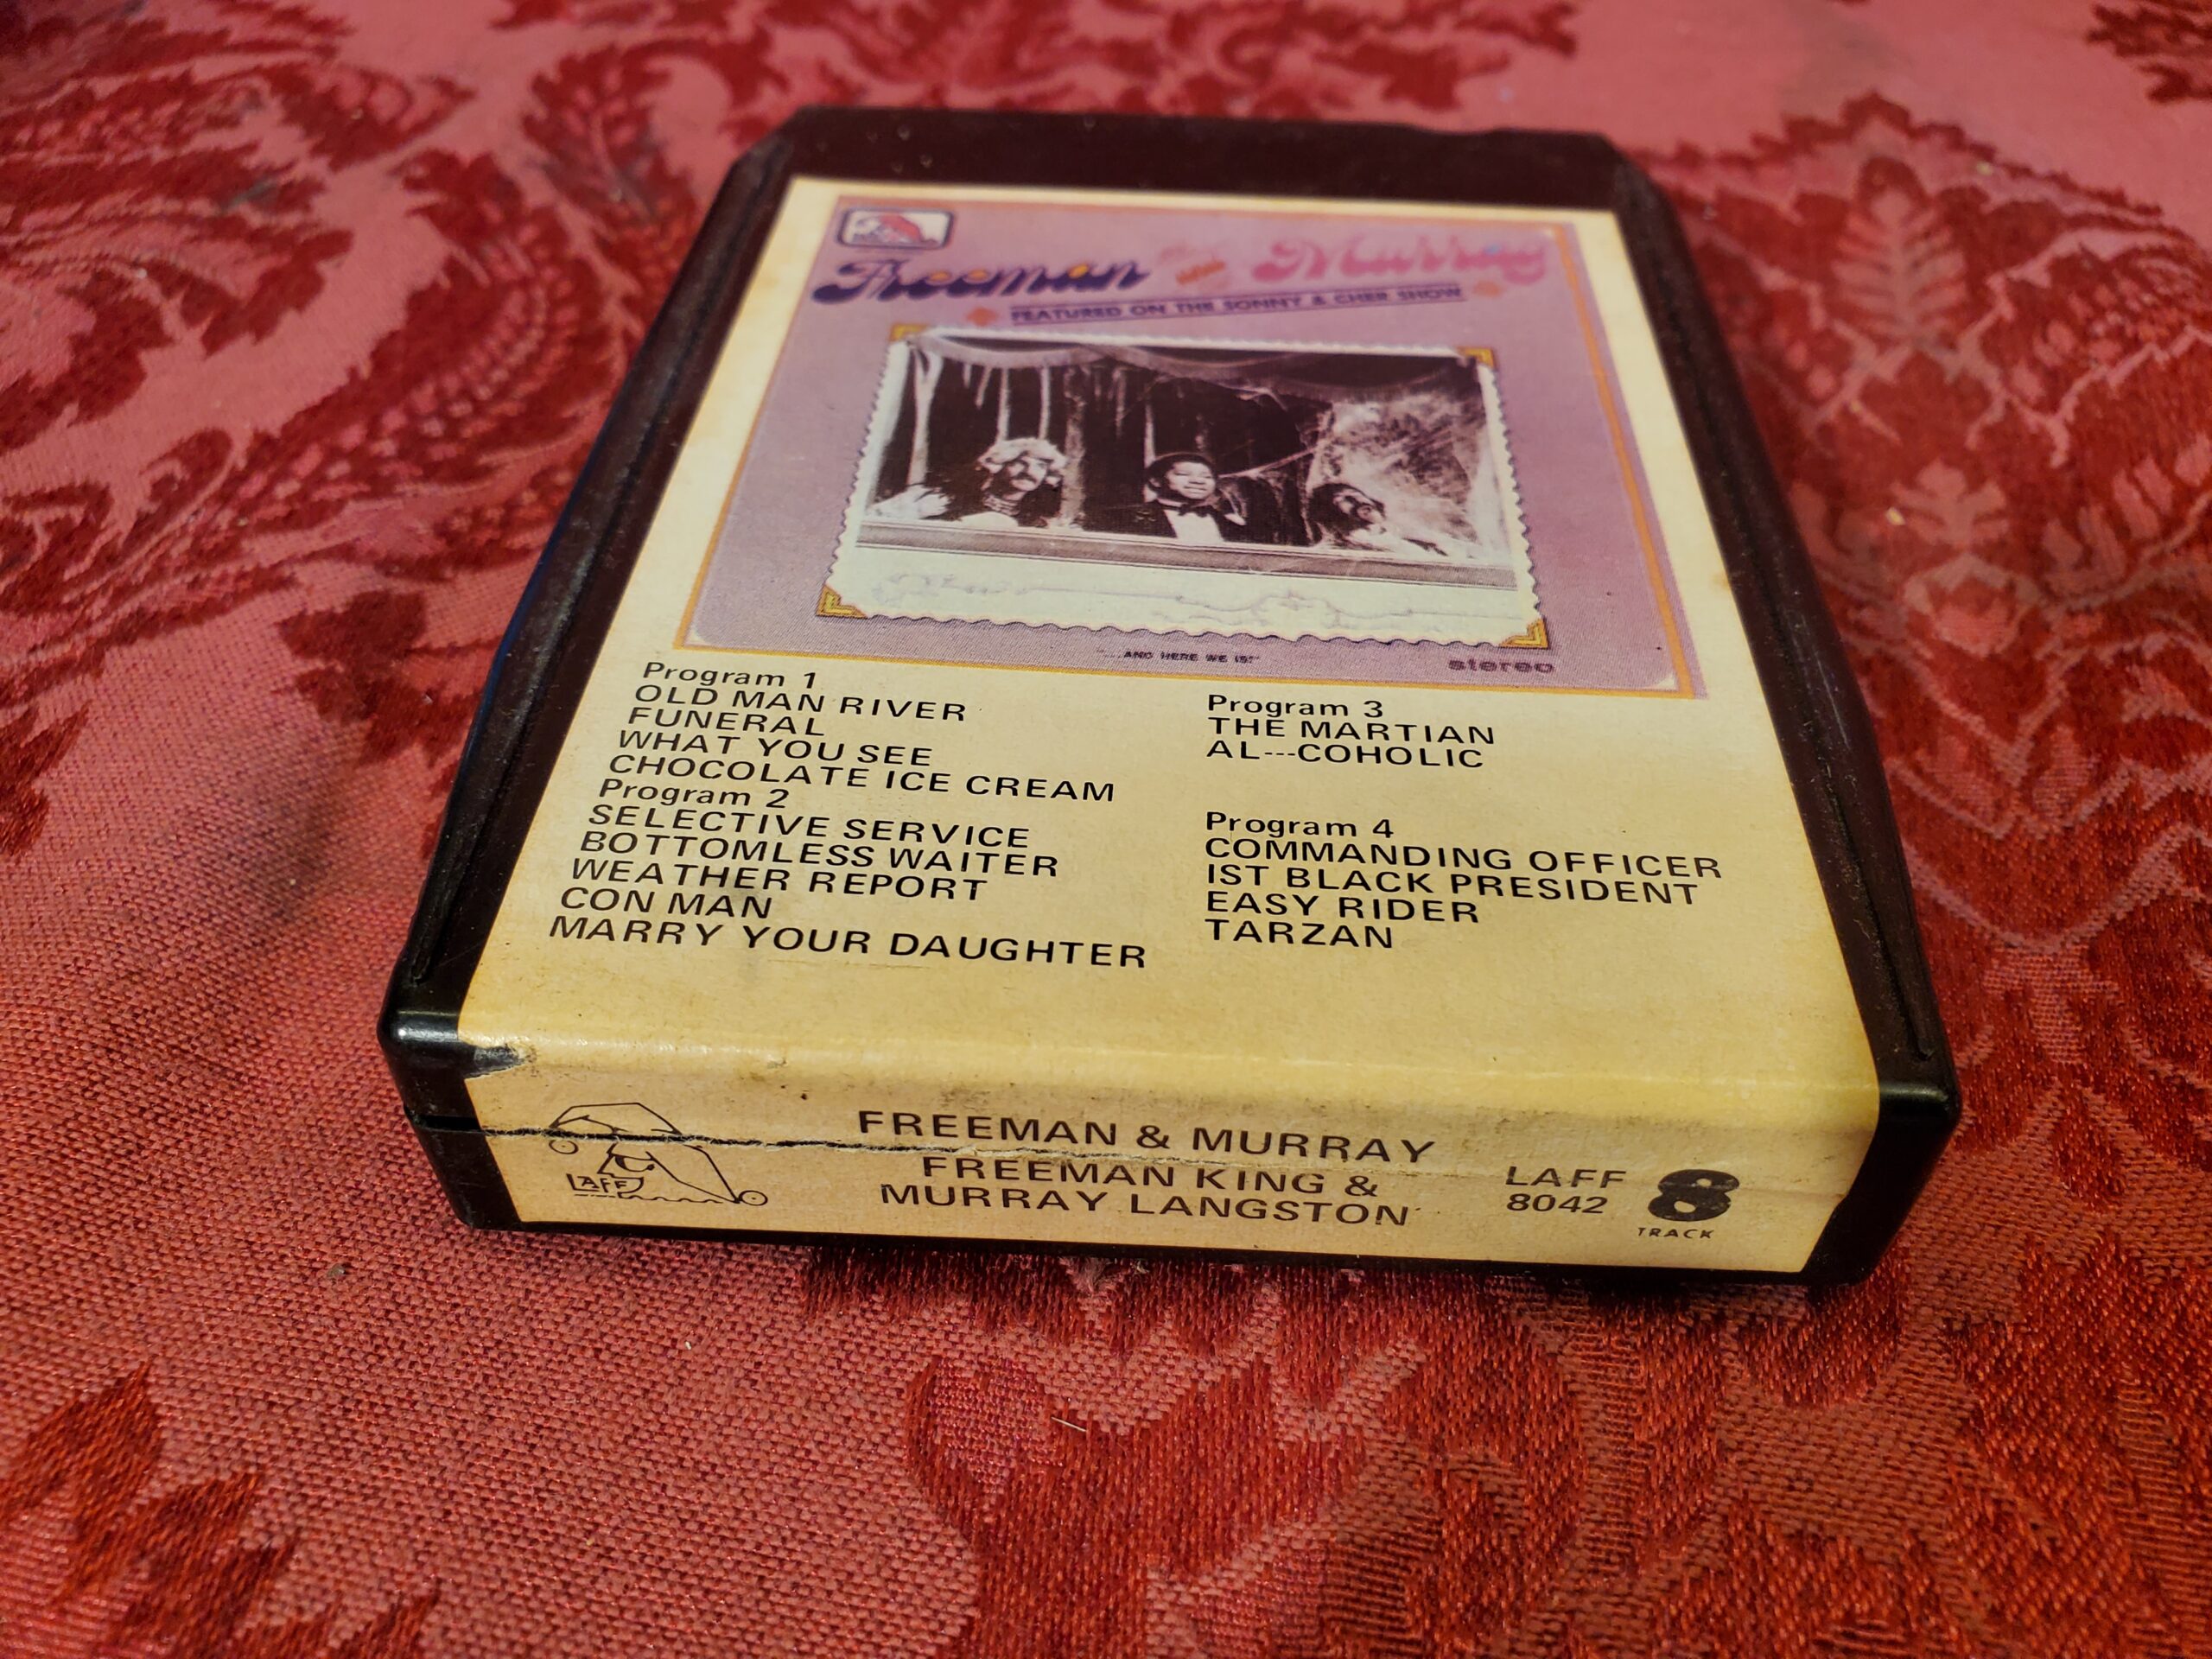 Freeman and Murray
FEATURED ON THE SONNY & CHER SHOW
"....AND HERE WE IS!"
stereo
Program 1
OLD MAN RIVER
FUNERAL
WHAT YOU SEE
CHOCOLATE ICE CREAM
Program 2
SELECTIVE SERVICE
BOTTOMLESS WAITER
WEATHER REPORT
CON MAN
MARRY YOUR DAUGHTER
Program 3
THE MARTIAN
AL---COHOLIC
Program 4
COMMANDING OFFICER
IST BLACK PRESIDENT
EASY RIDER
TARZAN
LAFF
FREEMAN & MURRAY
FREEMAN KING &
MURRAY LANGSTON
LAFF
8042
8
TRACK